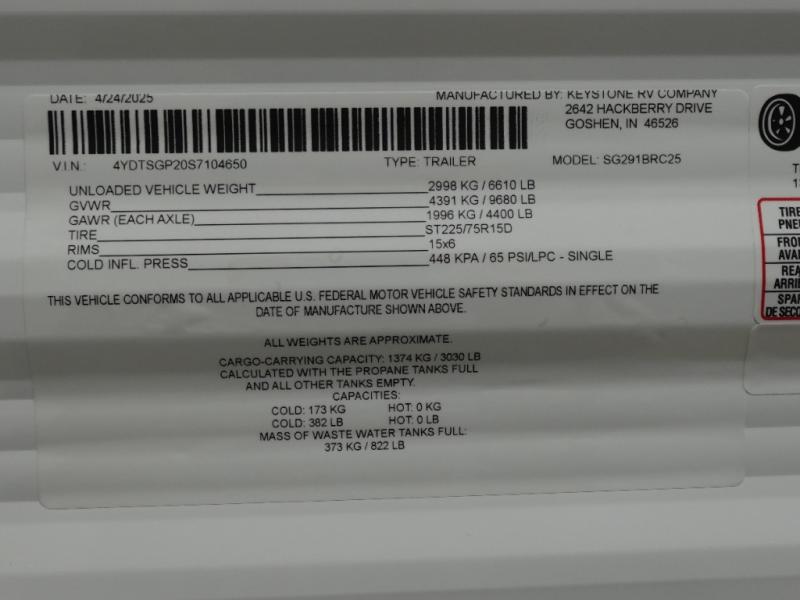 DATE: 4/24/2025
MANUFACTURED BY: KEYSTONE RV COMPANY
2642 HACKBERRY DRIVE
GOSHEN, IN 46526
V.I.N.: 4YDTSGP20S7104650 TYPE: TRAILER MODEL: SG291BRC25
UNLOADED VEHICLE WEIGHT 2998 KG / 6610 LB
GVWR 4391 KG / 9680 LB
GAWR (EACH AXLE) 1996 KG / 4400 LB
TIRE ST225/75R15D
RIMS 15x6
COLD INFL. PRESS 448 KPA / 65 PSI/LPC - SINGLE
THIS VEHICLE CONFORMS TO ALL APPLICABLE U.S. FEDERAL MOTOR VEHICLE SAFETY STANDARDS IN EFFECT ON THE
DATE OF MANUFACTURE SHOWN ABOVE.
ALL WEIGHTS ARE APPROXIMATE.
CARGO-CARRYING CAPACITY: 1374 KG / 3030 LB
CALCULATED WITH THE PROPANE TANKS FULL
AND ALL OTHER TANKS EMPTY.
CAPACITIES:
COLD: 173 KG HOT: 0 KG
COLD: 382 LB HOT: 0 LB
MASS OF WASTE WATER TANKS FULL:
373 KG / 822 LB
TIRE
PNEU
SPAR
DE SECO